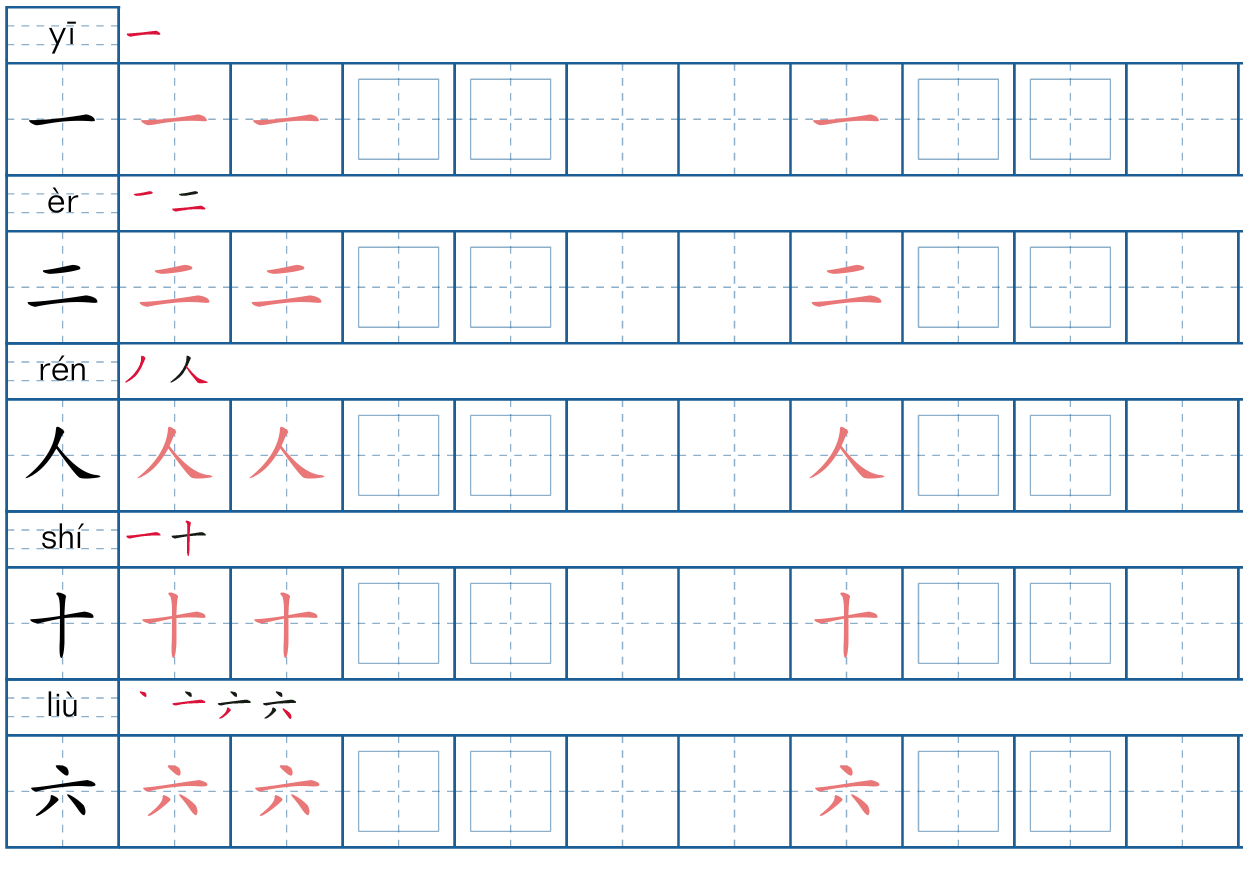 yī 一
一 一 一 一
èr 一 二
二 二 二 二
rén 丿 人
人 人 人 人
shí 一 十
十 十 十 十
liù 丶 亠 六
六 六 六 六